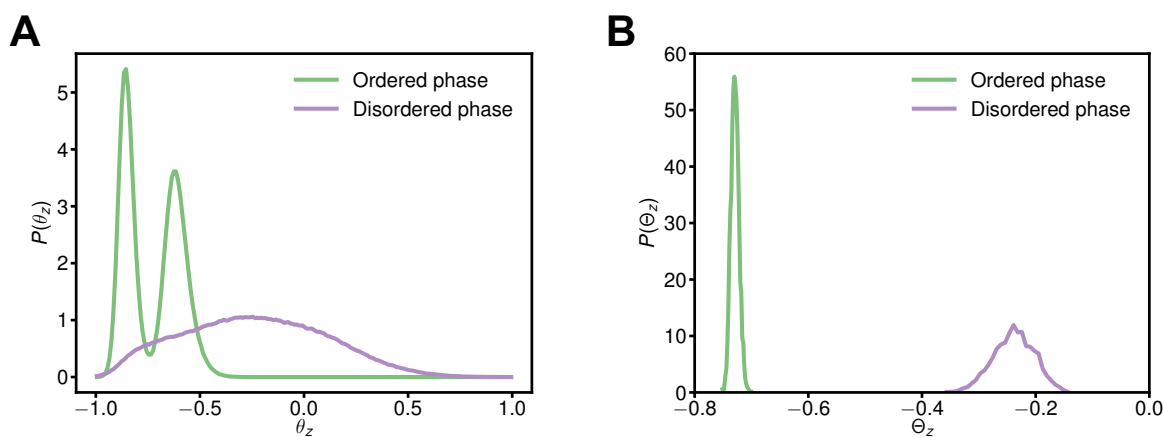 A
Ordered phase
Disordered phase
P(θz)
5
4
3
2
1
0
−1.0 −0.5 0.0 0.5 1.0
θz
B
Ordered phase
Disordered phase
P(Θz)
60
50
40
30
20
10
0
−0.8 −0.6 −0.4 −0.2 0.0
Θz